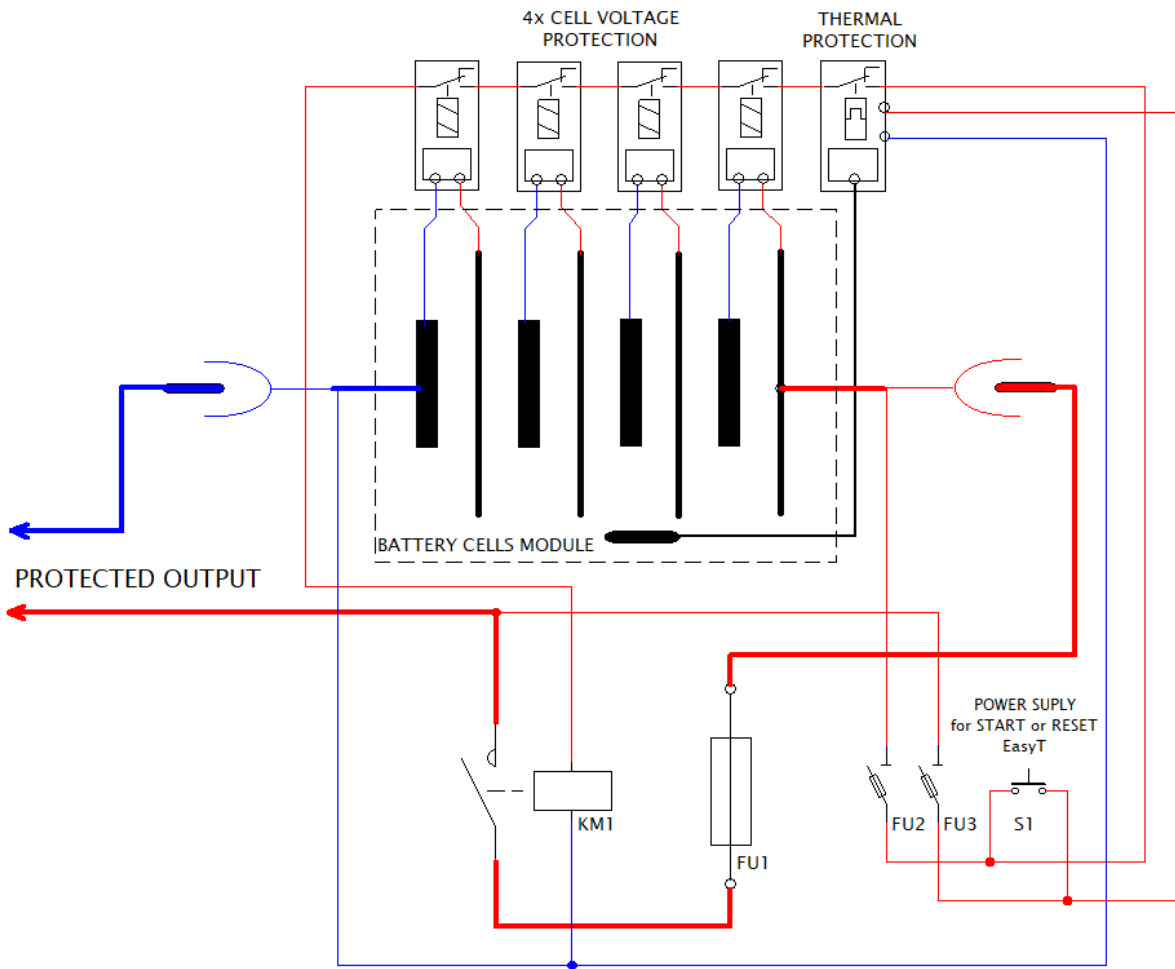 4x CELL VOLTAGE
PROTECTION
THERMAL
PROTECTION
BATTERY CELLS MODULE
PROTECTED OUTPUT
POWER SUPLY
for START or RESET
EasyT
KM1
FU1
FU2
FU3
S1